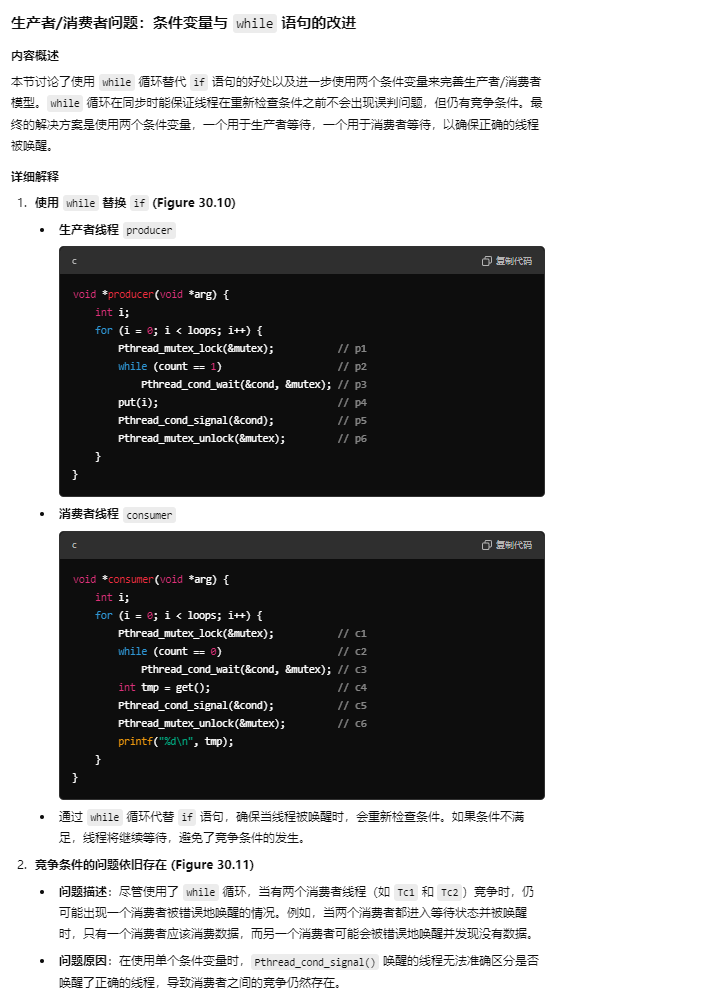 生产者/消费者问题：条件变量与 while 语句的改进
内容概述
本节讨论了使用 while 循环替代 if 语句的好处以及进一步使用两个条件变量来完善生产者/消费者
模型。while 循环在同步时能保证线程在重新检查条件之前不会出现误判问题，但仍有竞争条件。最
终的解决方案是使用两个条件变量，一个用于生产者等待，一个用于消费者等待，以确保正确的线程
被唤醒。
详细解释
1. 使用 while 替换 if (Figure 30.10)
• 生产者线程 producer
c 复制代码
void *producer(void *arg) {
    int i;
    for (i = 0; i < loops; i++) {
        Pthread_mutex_lock(&mutex);           // p1
        while (count == 1)                    // p2
            Pthread_cond_wait(&cond, &mutex); // p3
        put(i);                               // p4
        Pthread_cond_signal(&cond);           // p5
        Pthread_mutex_unlock(&mutex);         // p6
    }
}
• 消费者线程 consumer
c 复制代码
void *consumer(void *arg) {
    int i;
    for (i = 0; i < loops; i++) {
        Pthread_mutex_lock(&mutex);           // c1
        while (count == 0)                    // c2
            Pthread_cond_wait(&cond, &mutex); // c3
        int tmp = get();                      // c4
        Pthread_cond_signal(&cond);           // c5
        Pthread_mutex_unlock(&mutex);         // c6
        printf("%d\n", tmp);
    }
}
• 通过 while 循环代替 if 语句，确保当线程被唤醒时，会重新检查条件。如果条件不满
足，线程将继续等待，避免了竞争条件的发生。
2. 竞争条件的问题依旧存在 (Figure 30.11)
• 问题描述：尽管使用了 while 循环，当有两个消费者线程（如 Tc1 和 Tc2）竞争时，仍
可能出现一个消费者被错误地唤醒的情况。例如，当两个消费者都进入等待状态并被唤醒
时，只有一个消费者应该消费数据，而另一个消费者可能会被错误地唤醒并发现没有数据。
• 问题原因：在使用单个条件变量时，Pthread_cond_signal() 唤醒的线程无法准确区分是否
唤醒了正确的线程，导致消费者之间的竞争仍然存在。